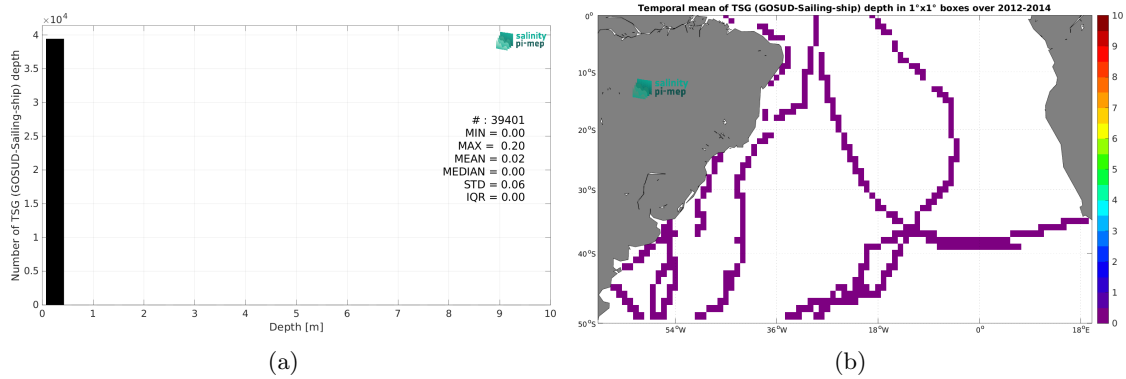 ×10⁴
4
3.5
3
2.5
2
1.5
1
0.5
0
Number of TSG (GOSUD-Sailing-ship) depth
salinity
pi-mep
# : 39401
MIN = 0.00
MAX = 0.20
MEAN = 0.02
MEDIAN = 0.00
STD = 0.06
IQR = 0.00
0 1 2 3 4 5 6 7 8 9 10
Depth [m]
(a)
Temporal mean of TSG (GOSUD-Sailing-ship) depth in 1°x1° boxes over 2012-2014
0°
10°S
20°S
30°S
40°S
50°S
salinity
pi-mep
54°W 36°W 18°W 0° 18°E
10
9
8
7
6
5
4
3
2
1
0
(b)